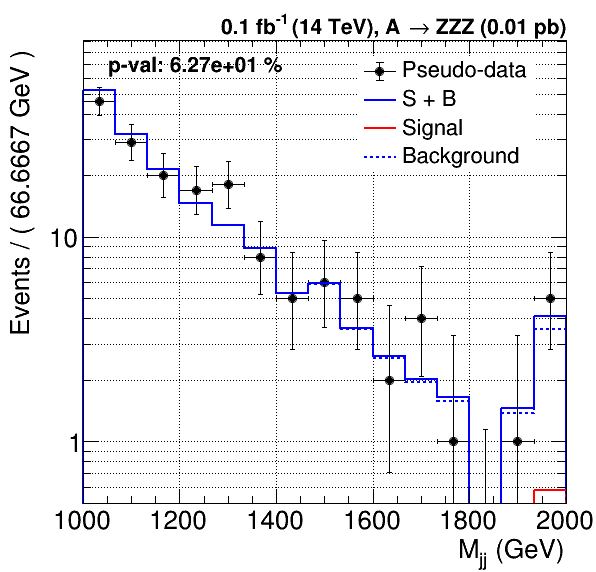 0.1 fb⁻¹ (14 TeV), A → ZZZ (0.01 pb)
p-val: 6.27e+01 %
Pseudo-data
S + B
Signal
Background
Events / ( 66.6667 GeV )
10
1
1000 1200 1400 1600 1800 2000
Mjj (GeV)